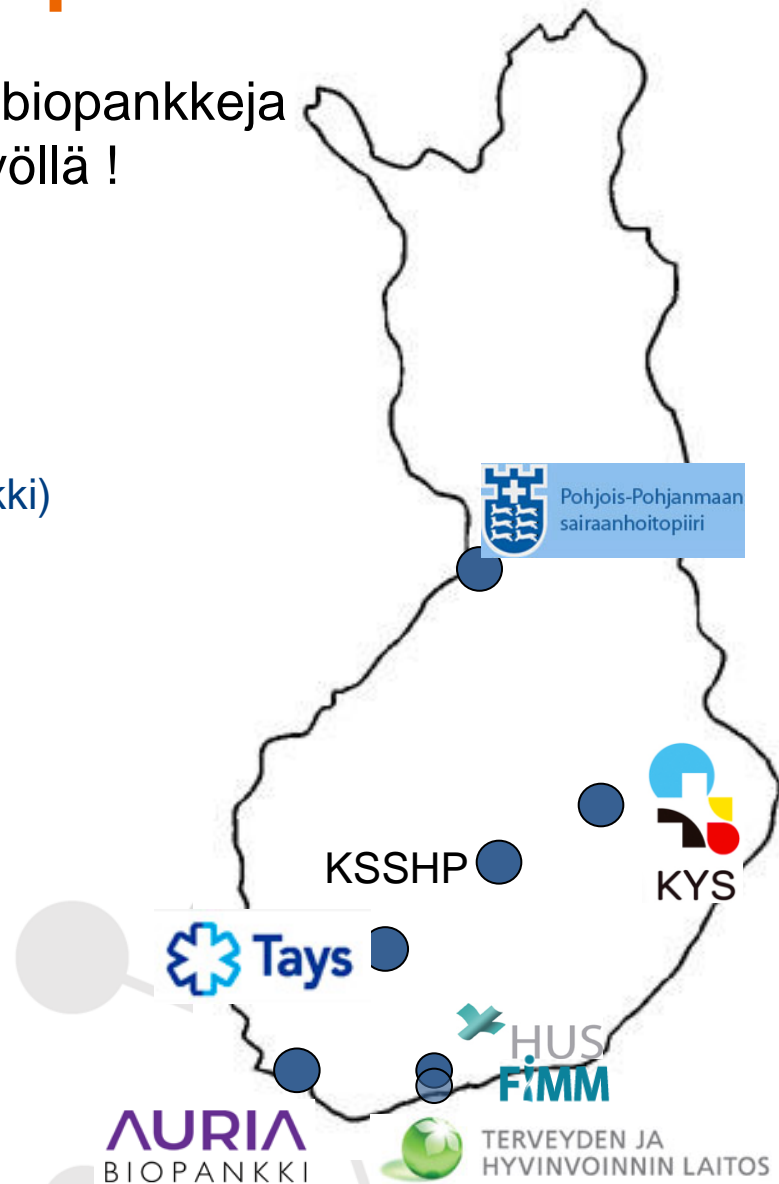 biopankkeja
yöllä !
kki)
Pohjois-Pohjanmaan
sairaanhoitopiiri
KSSHP
KYS
Tays
HUS
FIMM
AURIA
BIOPANKKI
TERVEYDEN JA
HYVINVOINNIN LAITOS